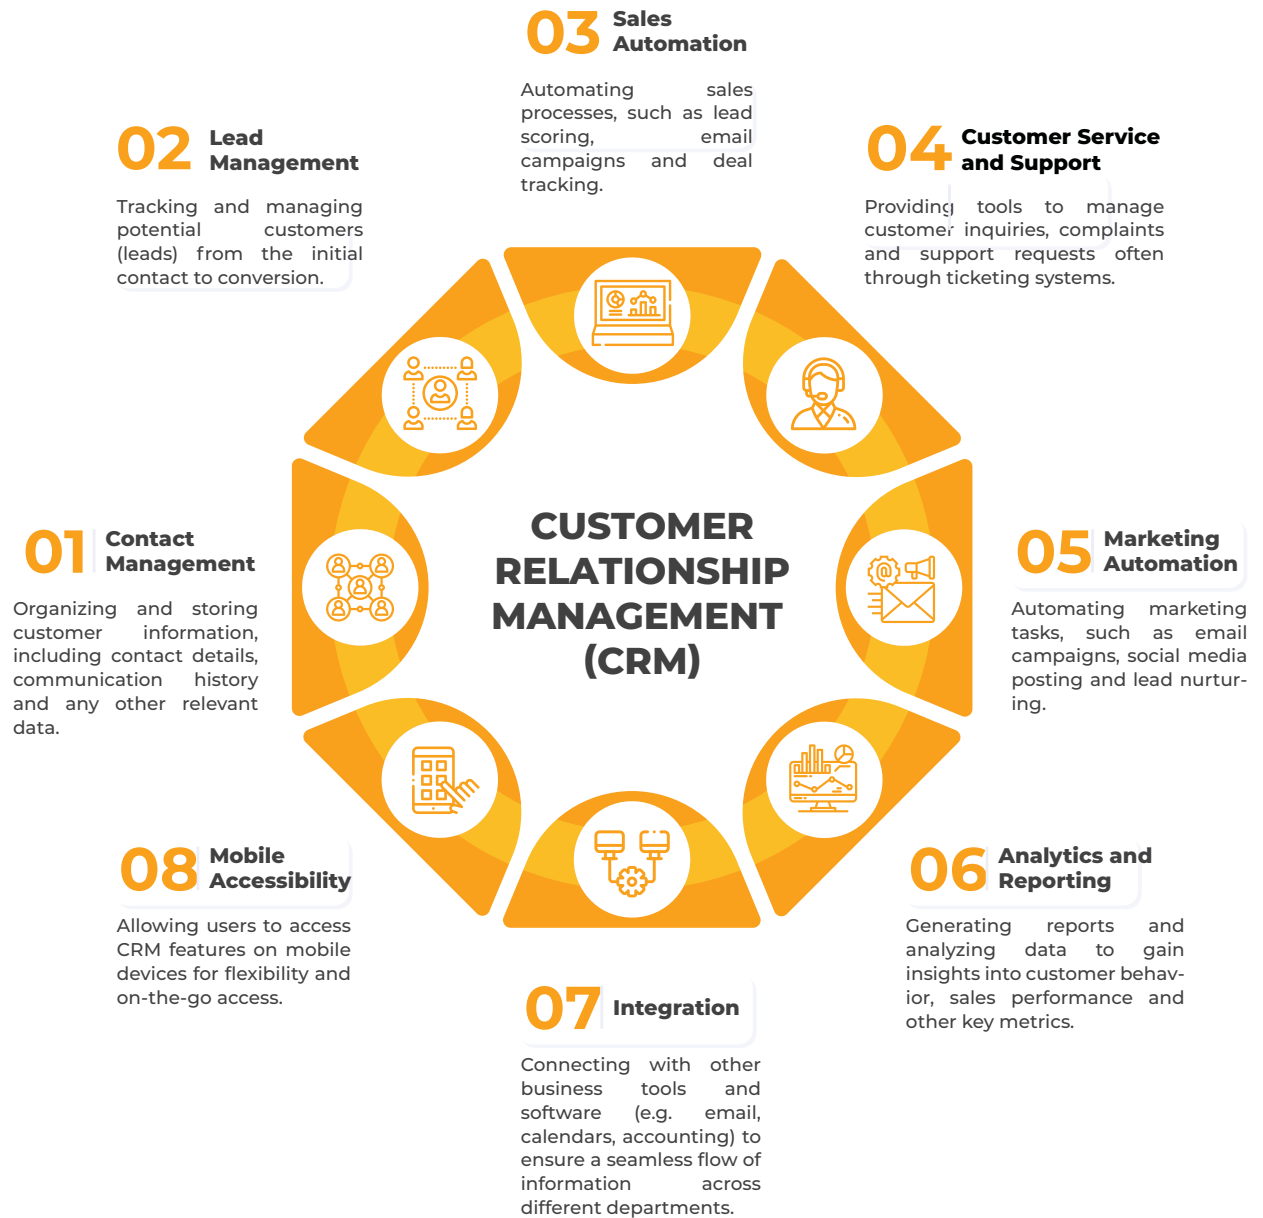 CUSTOMER
RELATIONSHIP
MANAGEMENT
(CRM)
01
Contact
Management
Organizing and storing
customer information,
including contact details,
communication history
and any other relevant
data.
02
Lead
Management
Tracking and managing
potential customers
(leads) from the initial
contact to conversion.
03
Sales
Automation
Automating sales
processes, such as lead
scoring, email
campaigns and deal
tracking.
04
Customer Service
and Support
Providing tools to manage
customer inquiries, complaints
and support requests often
through ticketing systems.
05
Marketing
Automation
Automating marketing
tasks, such as email
campaigns, social media
posting and lead nurtur-
ing.
06
Analytics and
Reporting
Generating reports and
analyzing data to gain
insights into customer behav-
ior, sales performance and
other key metrics.
07
Integration
Connecting with other
business tools and
software (e.g. email,
calendars, accounting) to
ensure a seamless flow of
information across
different departments.
08
Mobile
Accessibility
Allowing users to access
CRM features on mobile
devices for flexibility and
on-the-go access.
@